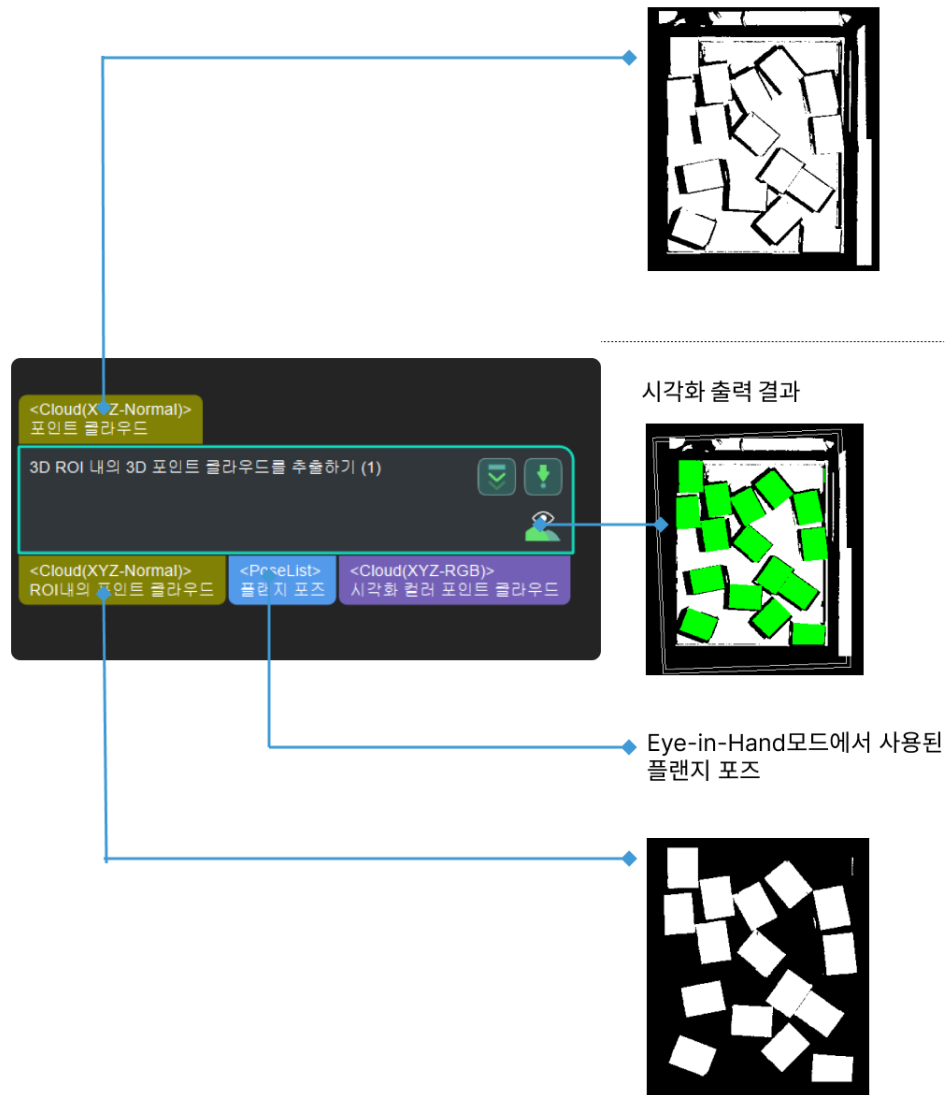 <Cloud(XYZ-Normal)>
포인트 클라우드
3D ROI 내의 3D 포인트 클라우드를 추출하기 (1)
<Cloud(XYZ-Normal)>
ROI내의 포인트 클라우드
<PoseList>
플랜지 포즈
<Cloud(XYZ-RGB)>
시각화 컬러 포인트 클라우드
시각화 출력 결과
Eye-in-Hand모드에서 사용된
플랜지 포즈